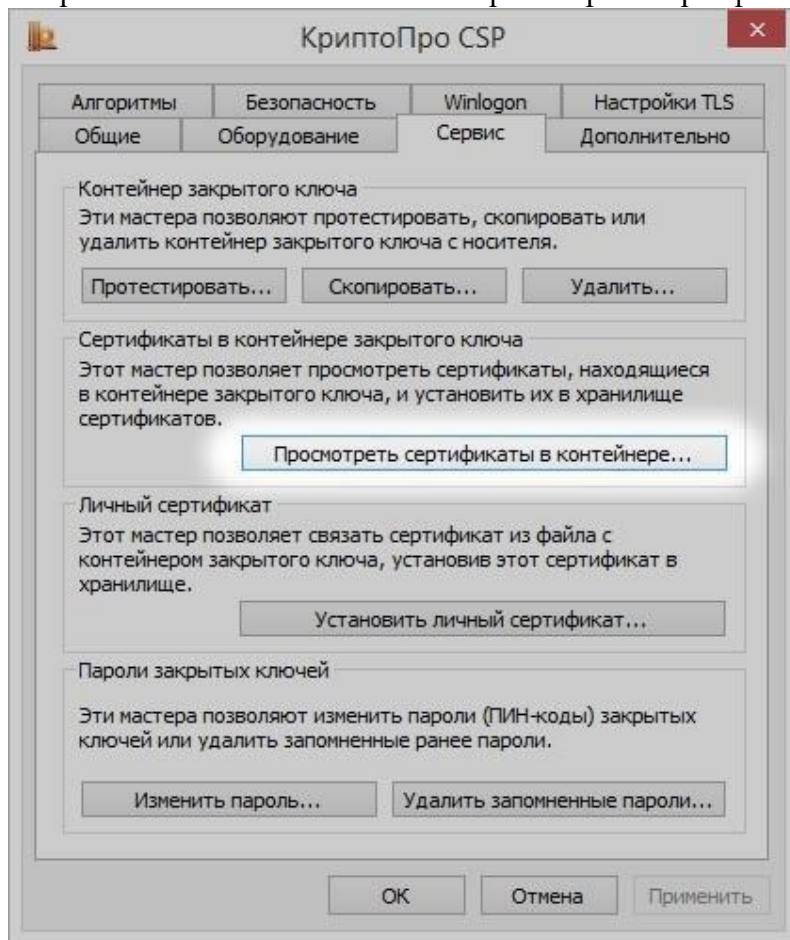 КриптоПро CSP
Алгоритмы Безопасность Winlogon Настройки TLS
Общие Оборудование Сервис Дополнительно
Контейнер закрытого ключа
Эти мастера позволяют протестировать, скопировать или
удалить контейнер закрытого ключа с носителя.
Протестировать... Скопировать... Удалить...
Сертификаты в контейнере закрытого ключа
Этот мастер позволяет просмотреть сертификаты, находящиеся
в контейнере закрытого ключа, и установить их в хранилище
сертификатов.
Просмотреть сертификаты в контейнере...
Личный сертификат
Этот мастер позволяет связать сертификат из файла с
контейнером закрытого ключа, установив этот сертификат в
хранилище.
Установить личный сертификат...
Пароли закрытых ключей
Эти мастера позволяют изменить пароли (ПИН-коды) закрытых
ключей или удалить запомненные ранее пароли.
Изменить пароль... Удалить запомненные пароли...
ОК Отмена Применить